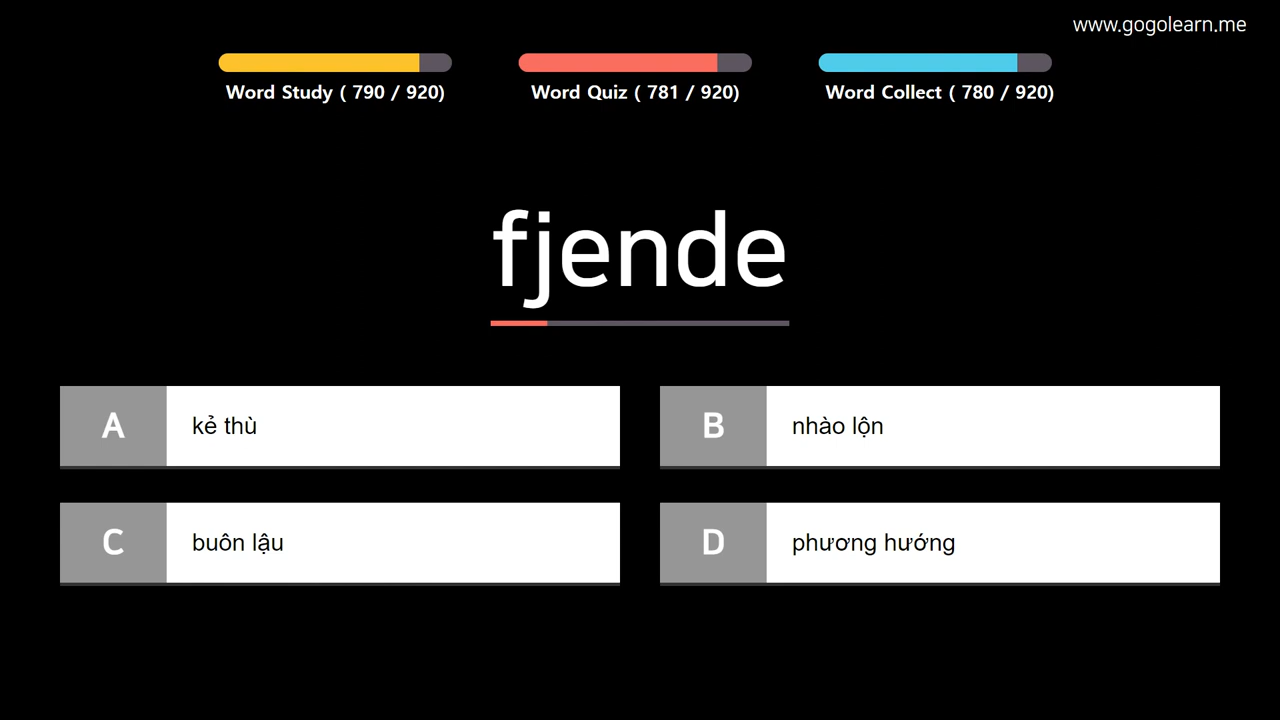 www.gogolearn.me
Word Study ( 790 / 920)
Word Quiz ( 781 / 920)
Word Collect ( 780 / 920)
fjende
A kẻ thù
B nhào lộn
C buôn lậu
D phương hướng